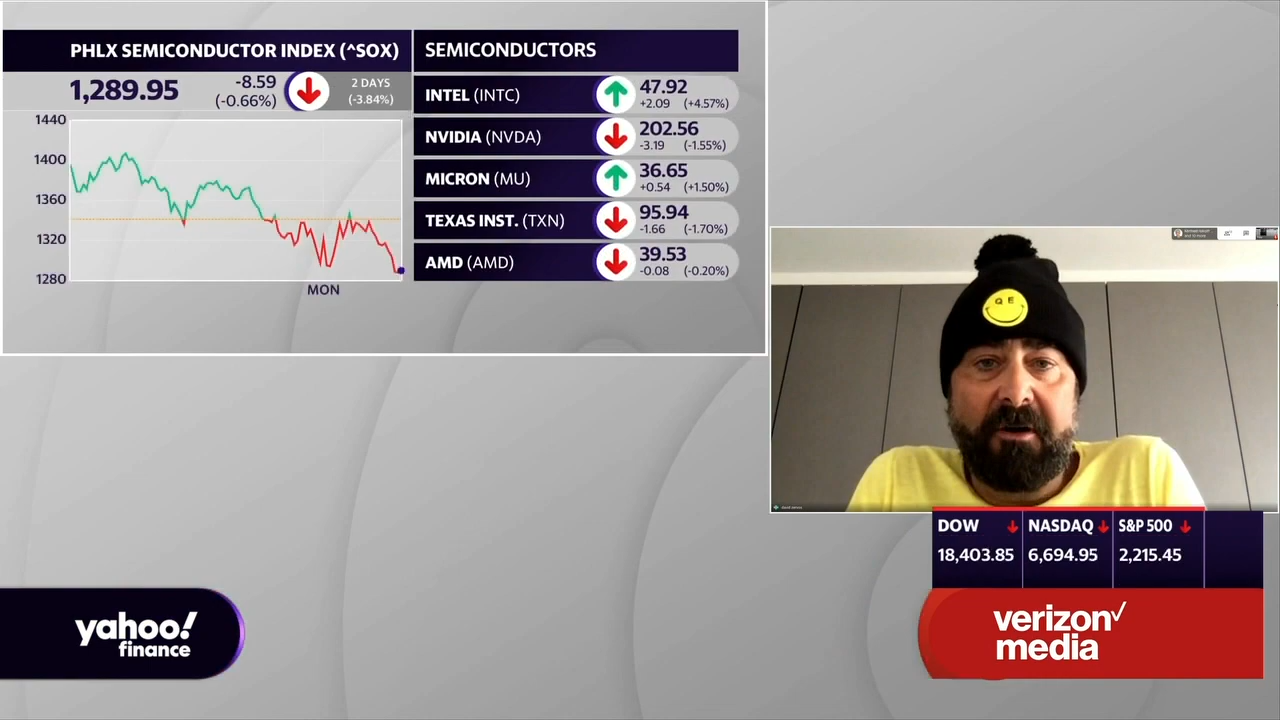 PHLX SEMICONDUCTOR INDEX (^SOX)
1,289.95
-8.59
(-0.66%)
2 DAYS
(-3.84%)
1440
1400
1360
1320
1280
MON
SEMICONDUCTORS
INTEL (INTC)
47.92
+2.09 (+4.57%)
NVIDIA (NVDA)
202.56
-3.19 (-1.55%)
MICRON (MU)
36.65
+0.54 (+1.50%)
TEXAS INST. (TXN)
95.94
-1.66 (-1.70%)
AMD (AMD)
39.53
-0.08 (-0.20%)
Q E
DOW
18,403.85
NASDAQ
6,694.95
S&P 500
2,215.45
yahoo!
finance
verizon✓
media